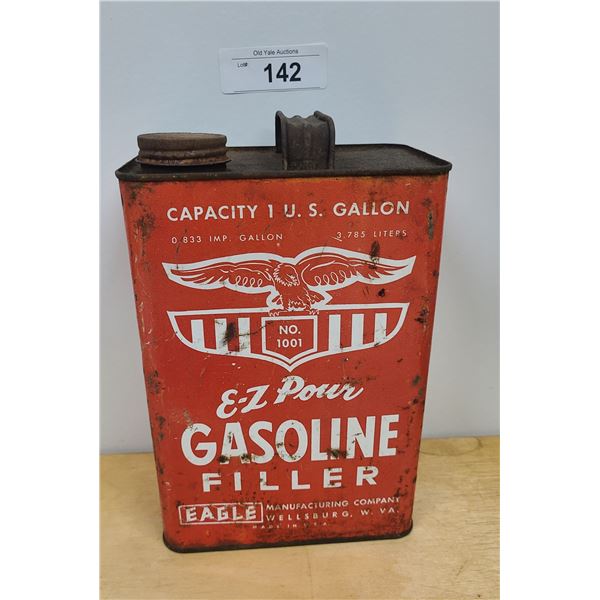 Old Yale Auctions
Lot# 142
CAPACITY 1 U. S. GALLON
0.833 IMP. GALLON 3.785 LITERS
NO.
1001
E-Z Pour
GASOLINE
FILLER
EAGLE MANUFACTURING COMPANY
WELLSBURG, W. VA.
MADE IN U.S.A.